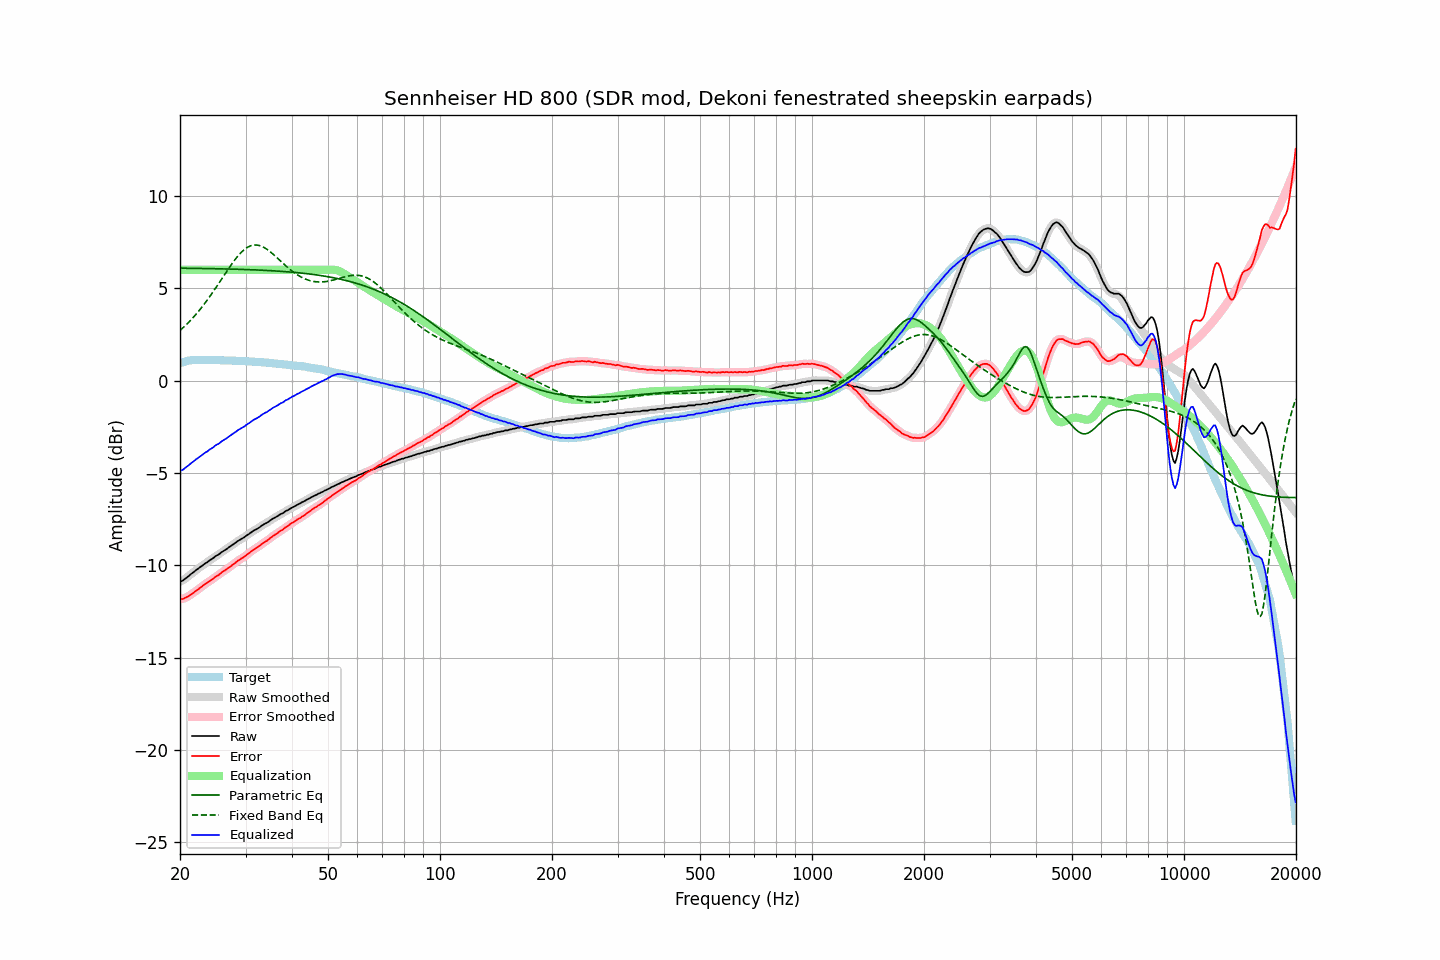 Sennheiser HD 800 (SDR mod, Dekoni fenestrated sheepskin earpads)
Amplitude (dBr)
10
5
0
−5
−10
−15
−20
−25
Target
Raw Smoothed
Error Smoothed
Raw
Error
Equalization
Parametric Eq
Fixed Band Eq
Equalized
20 50 100 200 500 1000 2000 5000 10000 20000
Frequency (Hz)